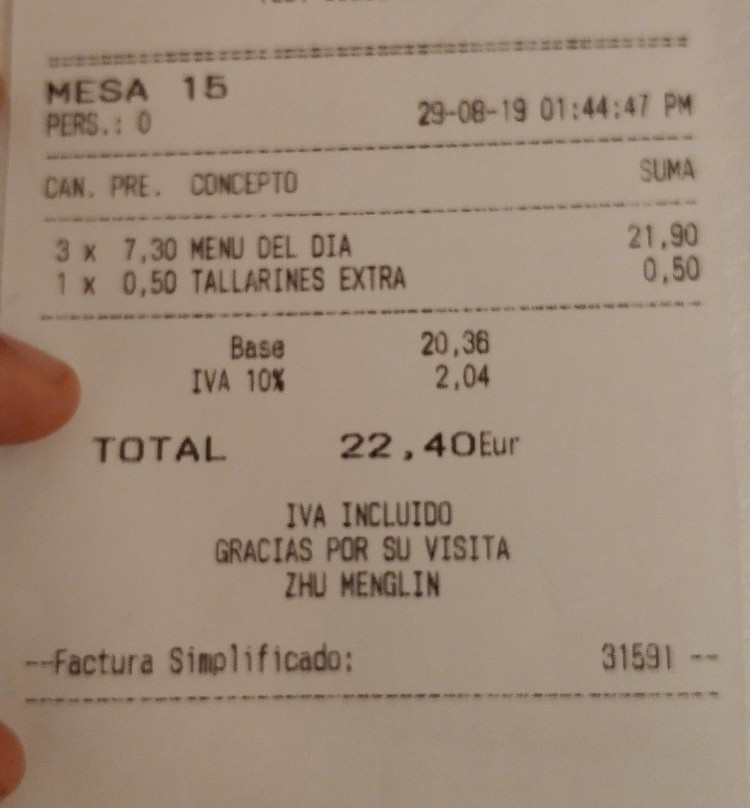 MESA 15
PERS.: 0 29-08-19 01:44:47 PM
CAN. PRE. CONCEPTO SUMA
3 x 7,30 MENU DEL DIA 21,90
1 x 0,50 TALLARINES EXTRA 0,50
Base 20,36
IVA 10% 2,04
TOTAL 22,40Eur
IVA INCLUIDO
GRACIAS POR SU VISITA
ZHU MENGLIN
--Factura Simplificado: 31591 --